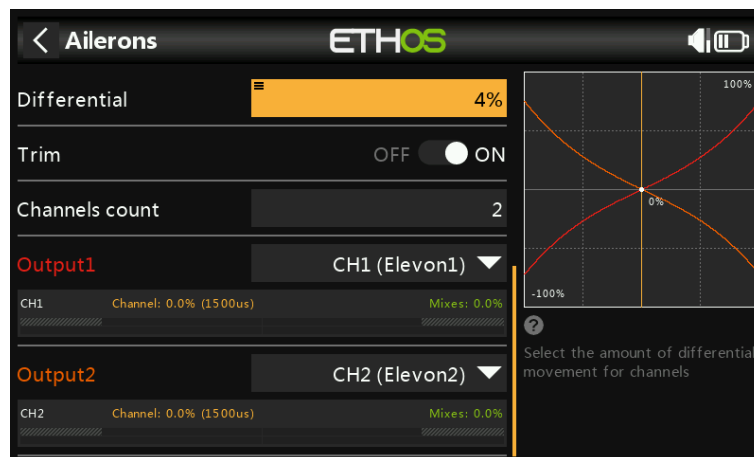 Ailerons
ETHOS
Differential
4%
Trim
OFF
ON
Channels count
2
Output1
CH1 (Elevon1)
CH1
Channel: 0.0% (1500us)
Mixes: 0.0%
Output2
CH2 (Elevon2)
CH2
Channel: 0.0% (1500us)
Mixes: 0.0%
100%
0%
-100%
?
Select the amount of differential
movement for channels